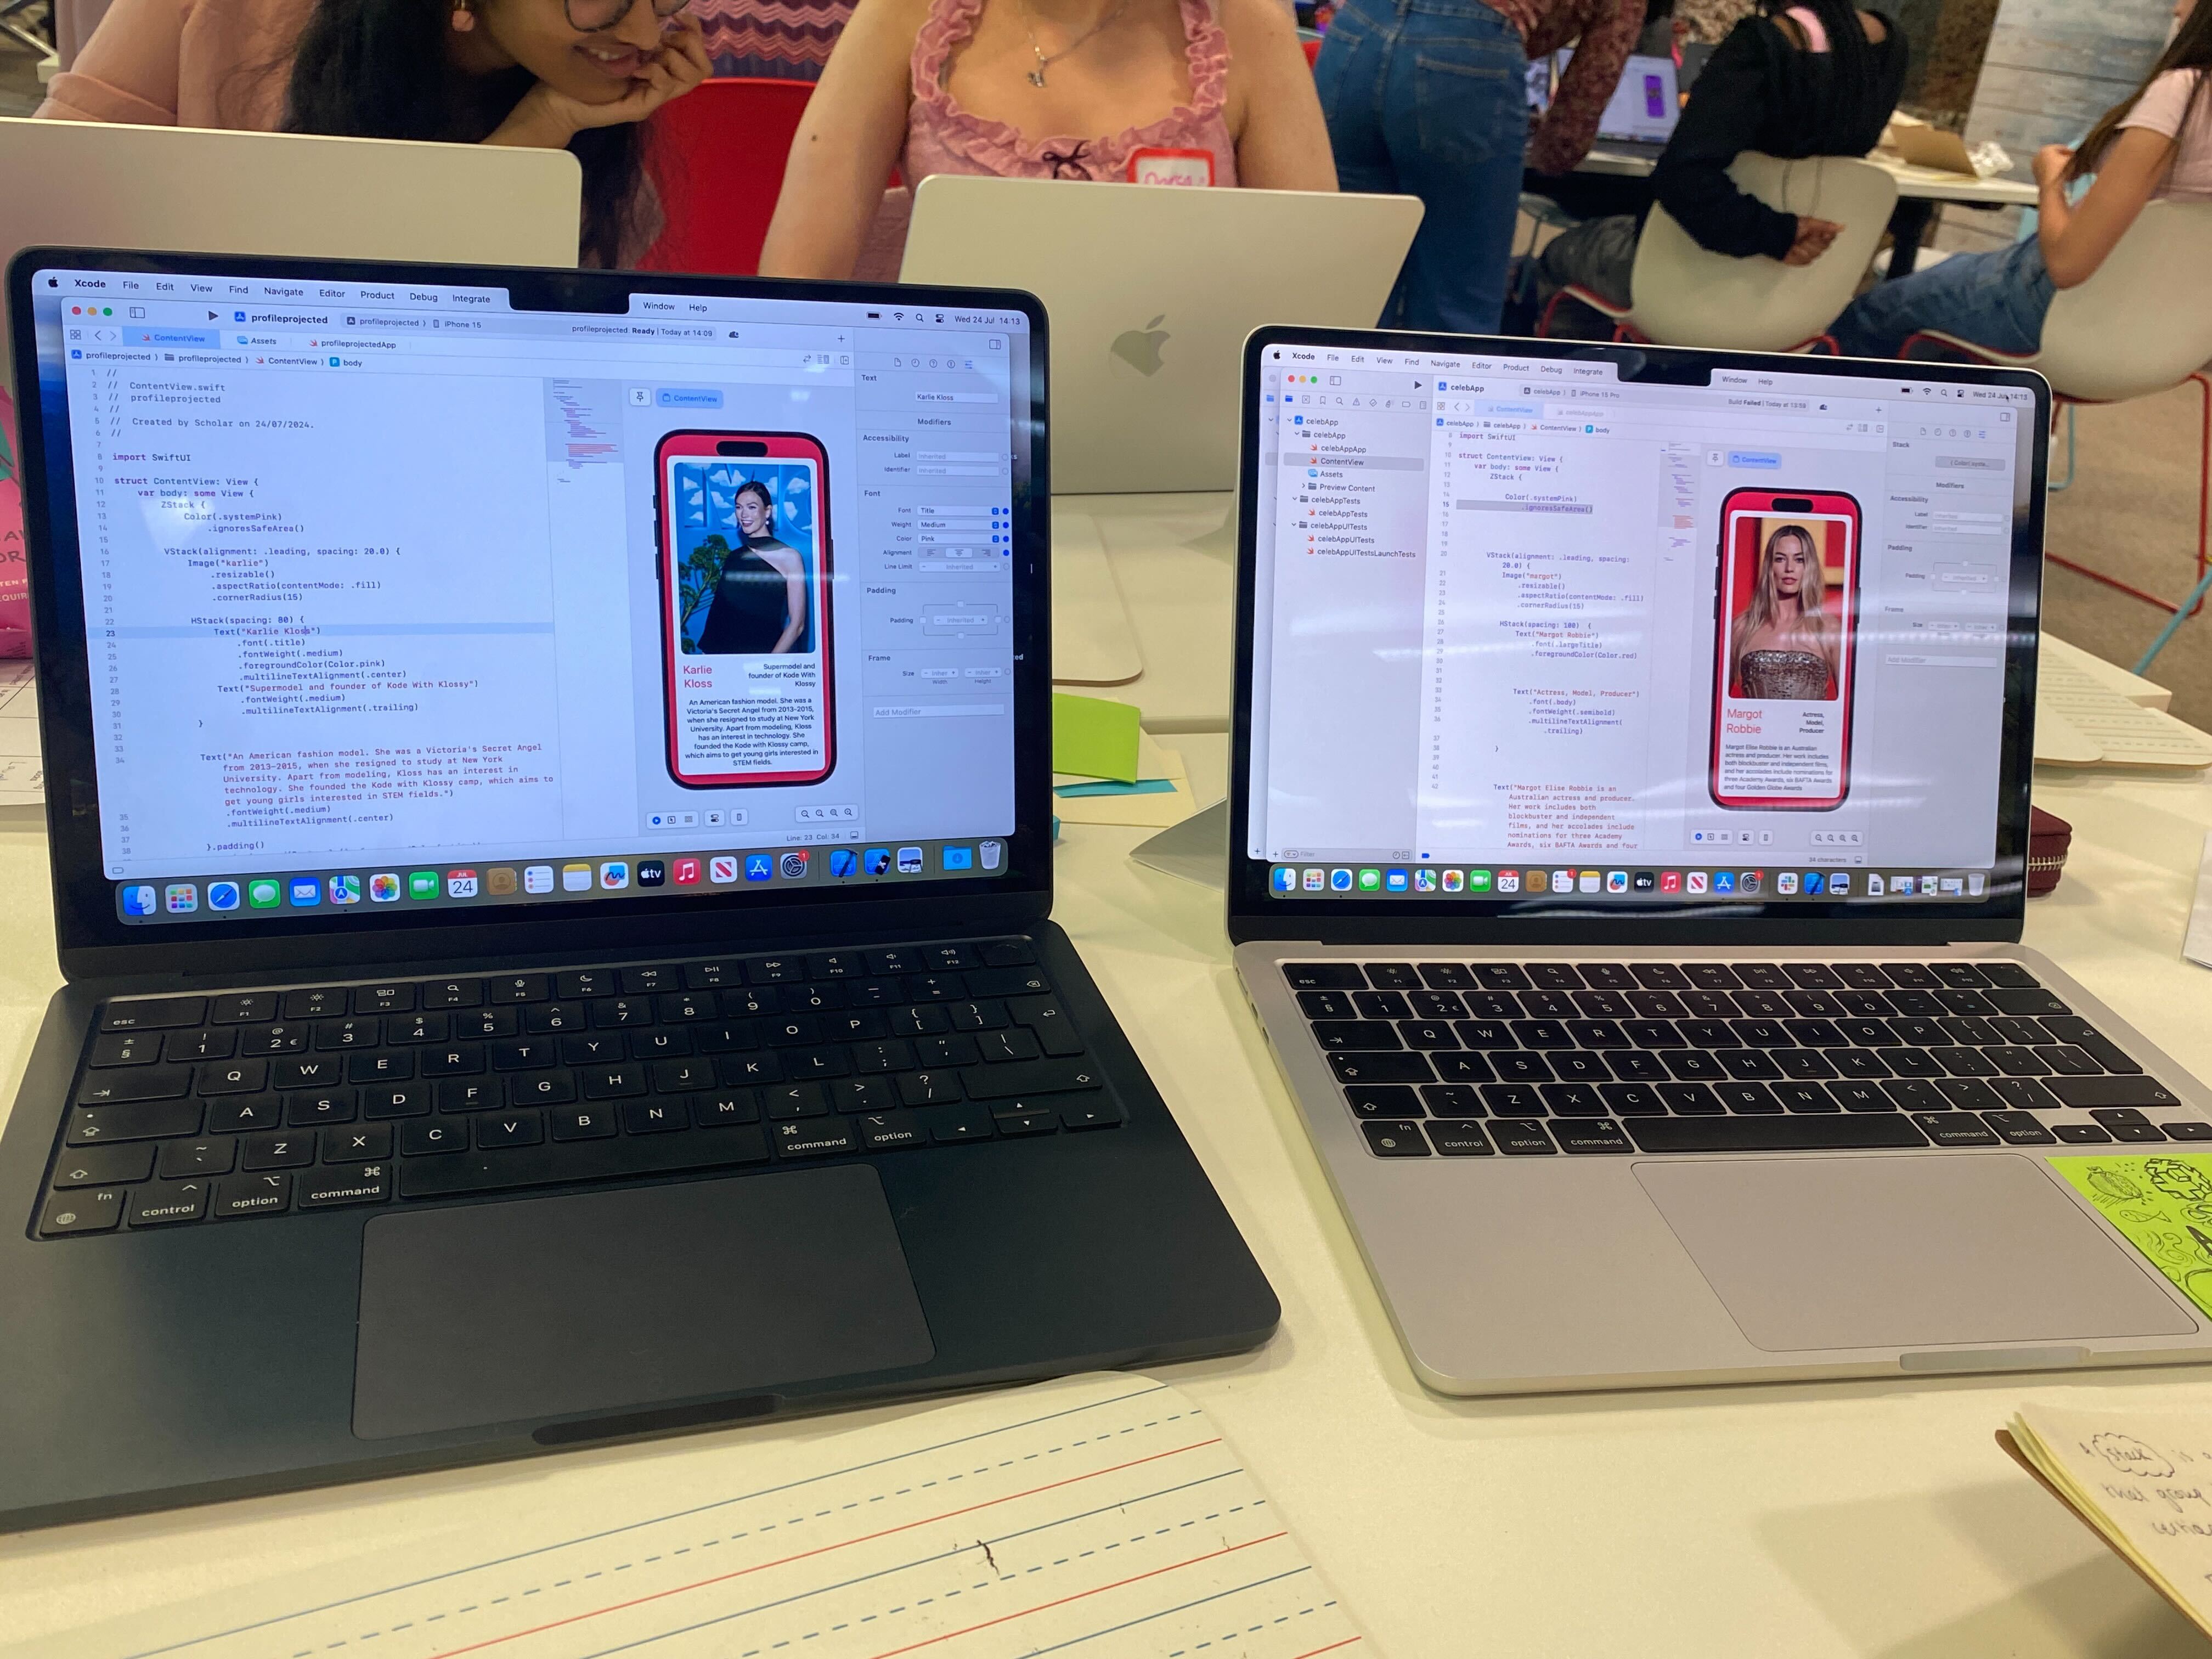 Xcode File Edit View Find Navigate Editor Product Debug Integrate Window Help
Wed 24 Jul 14:13
profileprojected
profileprojected iPhone 15
profileprojected: Ready | Today at 14:09
ContentView Assets profileprojectedApp
profileprojected profileprojected ContentView body
1 //
2 // ContentView.swift
3 // profileprojected
4 //
5 // Created by Scholar on 24/07/2024.
6 //
7
8 import SwiftUI
9
10 struct ContentView: View {
11 var body: some View {
12 ZStack {
13 Color(.systemPink)
14 .ignoresSafeArea()
15
16 VStack(alignment: .leading, spacing: 20.0) {
17 Image("karlie")
18 .resizable()
19 .aspectRatio(contentMode: .fill)
20 .cornerRadius(15)
21
22 HStack(spacing: 80) {
23 Text("Karlie Kloss")
24 .font(.title)
25 .fontWeight(.medium)
26 .foregroundColor(Color.pink)
27 .multilineTextAlignment(.center)
28 Text("Supermodel and founder of Kode With Klossy")
29 .fontWeight(.medium)
30 .multilineTextAlignment(.trailing)
31 }
32
33
34 Text("An American fashion model. She was a Victoria's Secret Angel
from 2013-2015, when she resigned to study at New York
University. Apart from modeling, Kloss has an interest in
technology. She founded the Kode with Klossy camp, which aims to
get young girls interested in STEM fields.")
35 .fontWeight(.medium)
36 .multilineTextAlignment(.center)
37
38 }.padding()
ContentView
Karlie
Kloss
Supermodel and
founder of Kode With
Klossy
An American fashion model. She was a
Victoria's Secret Angel from 2013-2015,
when she resigned to study at New York
University. Apart from modeling, Kloss
has an interest in technology. She
founded the Kode with Klossy camp,
which aims to get young girls interested in
STEM fields.
Text
Karlie Kloss
Modifiers
Accessibility
Label Inherited
Identifier Inherited
Font
Font Title
Weight Medium
Color Pink
Alignment
Line Limit Inherited
Padding
Padding Inherited
Frame
Size
Width Height
Add Modifier
Line: 23 Col: 34
JUL
24
tv
Xcode File Edit View Find Navigate Editor Product Debug Integrate Window Help
Wed 24 Jul 14:13
celebApp
celebApp iPhone 15 Pro
Build Failed | Today at 13:59
ContentView celebAppApp
celebApp celebApp ContentView body
celebApp
celebApp
celebAppApp
ContentView
Assets
Preview Content
celebAppTests
celebAppTests
celebAppUITests
celebAppUITests
celebAppUITestsLaunchTests
Filter
import SwiftUI
struct ContentView: View {
var body: some View {
ZStack {
Color(.systemPink)
.ignoresSafeArea()
VStack(alignment: .leading, spacing:
20.0) {
Image("margot")
.resizable()
.aspectRatio(contentMode: .fill)
.cornerRadius(15)
HStack(spacing: 100) {
Text("Margot Robbie")
.font(.largeTitle)
.foregroundColor(Color.red)
Text("Actress, Model, Producer")
.font(.body)
.fontWeight(.semibold)
.multilineTextAlignment(
.trailing)
}
Text("Margot Elise Robbie is an
Australian actress and producer.
Her work includes both
blockbuster and independent
films, and her accolades include
nominations for three Academy
Awards, six BAFTA Awards and four
ContentView
Margot
Robbie
Actress,
Model,
Producer
Margot Elise Robbie is an Australian
actress and producer. Her work includes
both blockbuster and independent films,
and her accolades include nominations for
three Academy Awards, six BAFTA Awards
and four Golden Globe Awards
Stack
Modifiers
Accessibility
Label Inherited
Identifier Inherited
Padding
Padding Inherited
Frame
Size
Add Modifier
34 characters
24
tv
esc F1 F2 F3 F4 F5 F6 F7 F8 F9 F10 F11 F12
± § ! 1 @ 2 € # 3 $ 4 % 5 ^ 6 & 7 * 8 ( 9 ) 0 _ - + =
Q W E R T Y U I O P { [ } ]
A S D F G H J K L : ; " ' | \
~ ` Z X C V B N M < , > . ? /
fn control option command command option
esc
± § ! 1 @ 2 € # 3 $ 4 % 5 ^ 6 & 7 * 8 ( 9 ) 0 _ - + =
Q W E R T Y U I O P { [ } ]
A S D F G H J K L : ; " ' | \
~ ` Z X C V B N M < , > . ? /
fn control option command command option
A stack is a
that group